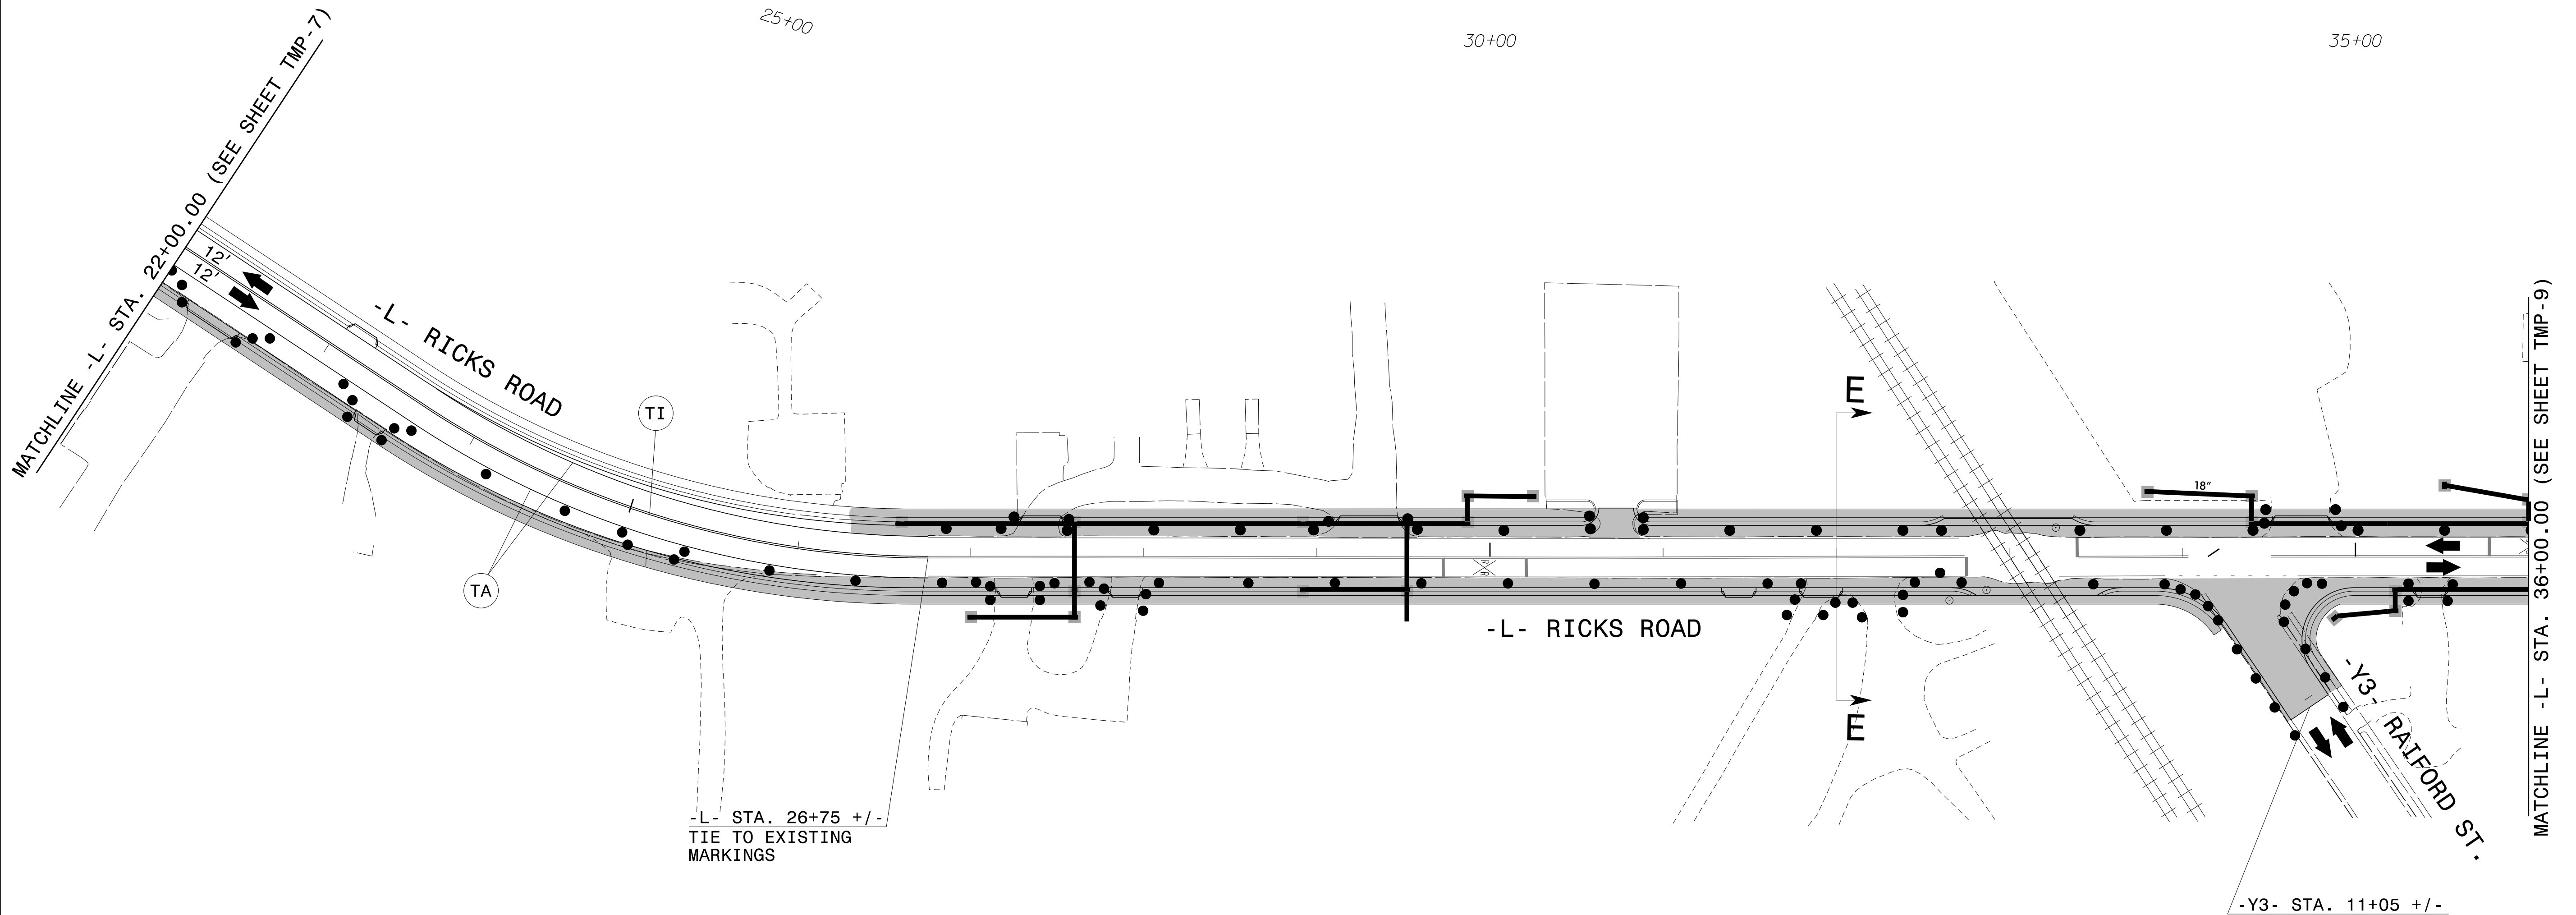 25+00
30+00
35+00
MATCHLINE -L- STA. 22+00.00 (SEE SHEET TMP-7)
12'
12'
-L- RICKS ROAD
TI
TA
E
E
18"
-L- RICKS ROAD
RR
-L- STA. 26+75 +/-
TIE TO EXISTING
MARKINGS
-Y3- RAIFORD ST.
-Y3- STA. 11+05 +/-
MATCHLINE -L- STA. 36+00.00 (SEE SHEET TMP-9)